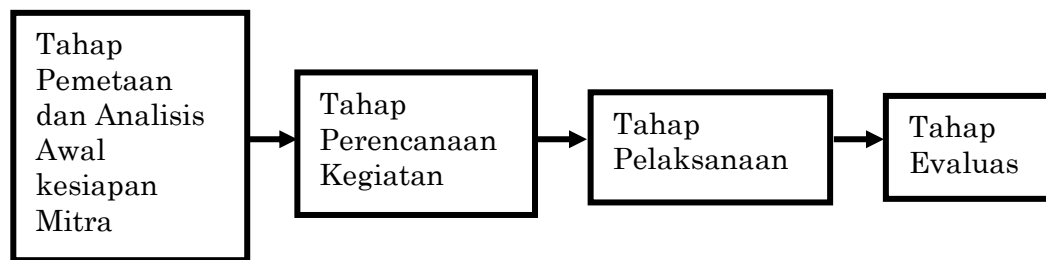 Tahap
Pemetaan
dan Analisis
Awal
kesiapan
Mitra
Tahap
Perencanaan
Kegiatan
Tahap
Pelaksanaan
Tahap
Evaluas